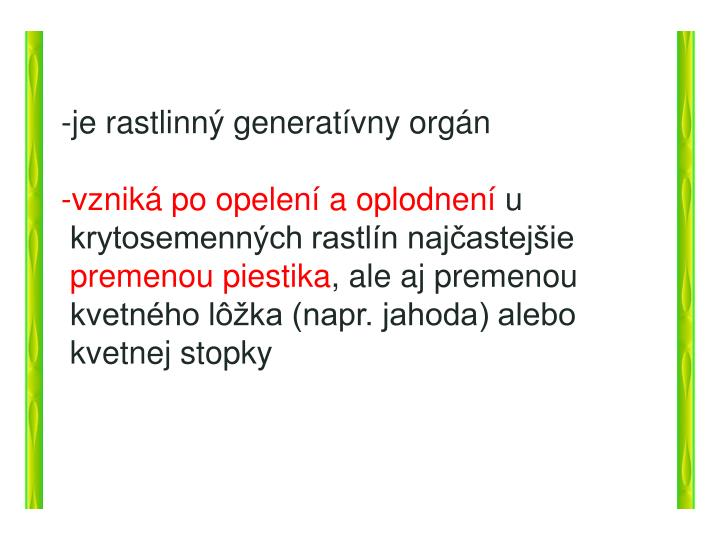 -je rastlinný generatívny orgán
-vzniká po opelení a oplodnení u
krytosemenných rastlín najčastejšie
premenou piestika, ale aj premenou
kvetného lôžka (napr. jahoda) alebo
kvetnej stopky